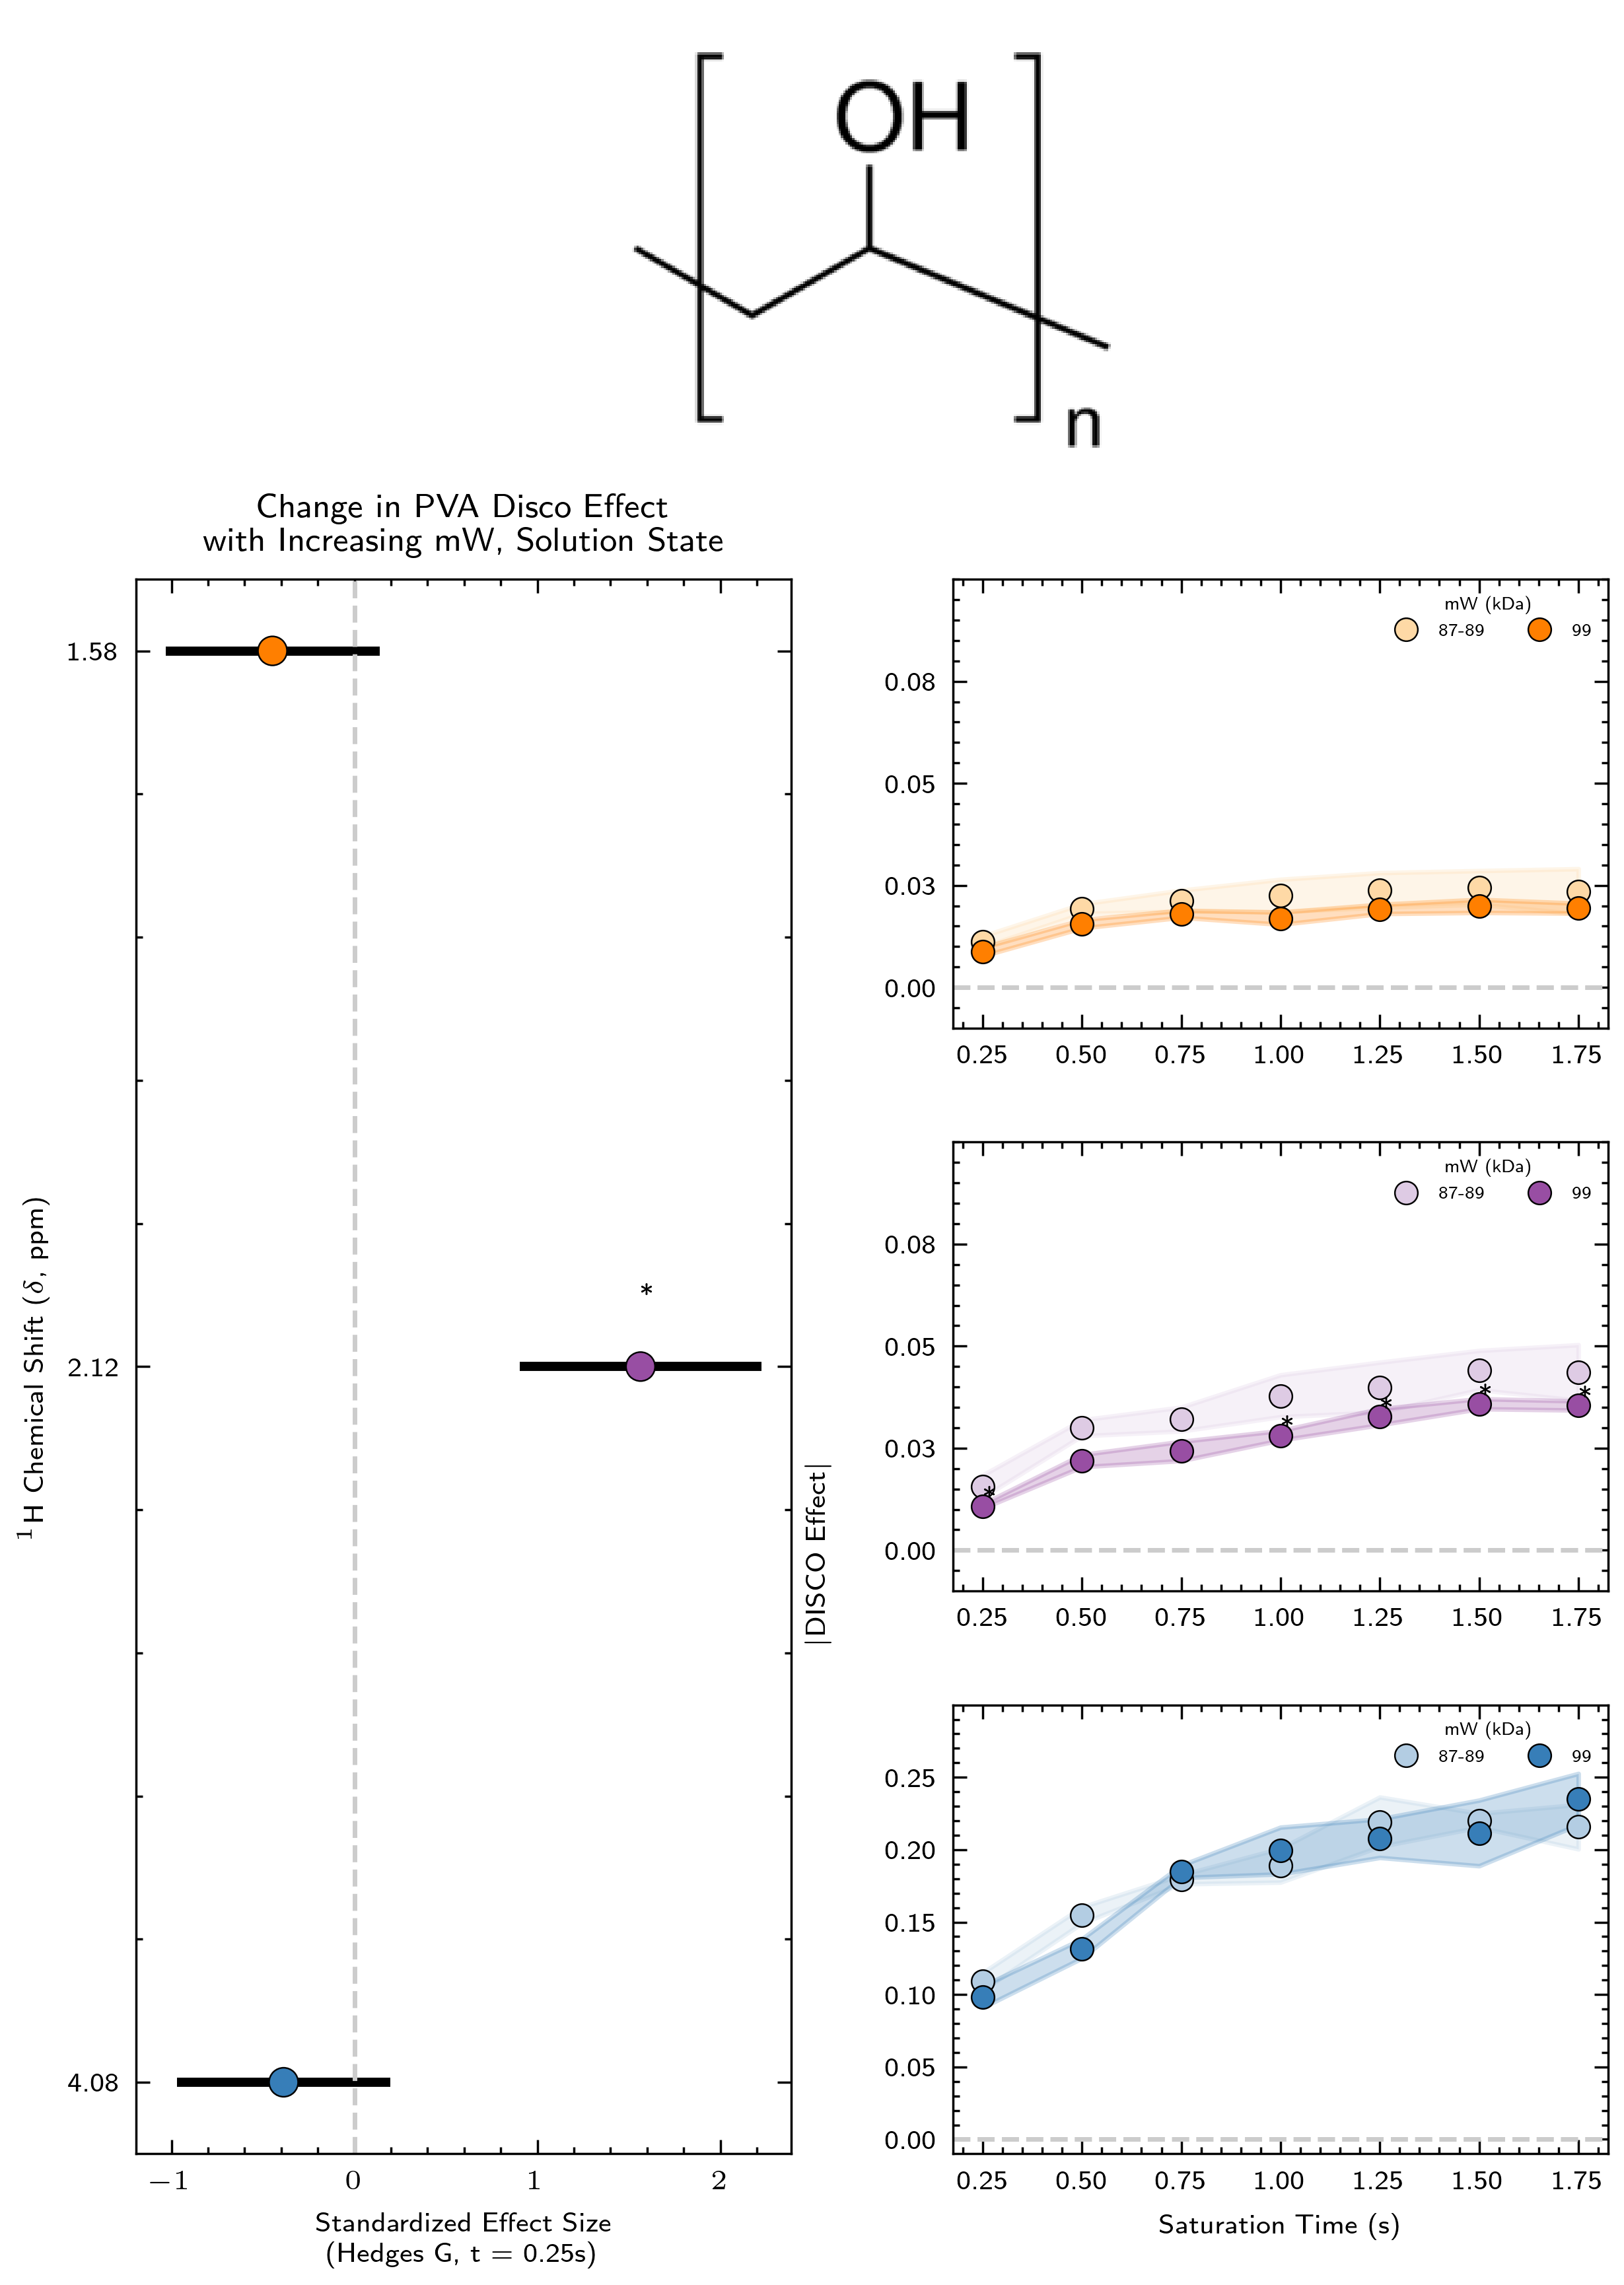 OH
n
Change in PVA Disco Effect
with Increasing mW, Solution State
1.58
2.12
*
4.08
¹H Chemical Shift (δ, ppm)
−1 0 1 2
Standardized Effect Size
(Hedges G, t = 0.25s)
|DISCO Effect|
mW (kDa)
87-89 99
0.08
0.05
0.03
0.00
0.25 0.50 0.75 1.00 1.25 1.50 1.75
mW (kDa)
87-89 99
0.08
0.05
0.03
0.00
* * * * *
0.25 0.50 0.75 1.00 1.25 1.50 1.75
mW (kDa)
87-89 99
0.25
0.20
0.15
0.10
0.05
0.00
0.25 0.50 0.75 1.00 1.25 1.50 1.75
Saturation Time (s)